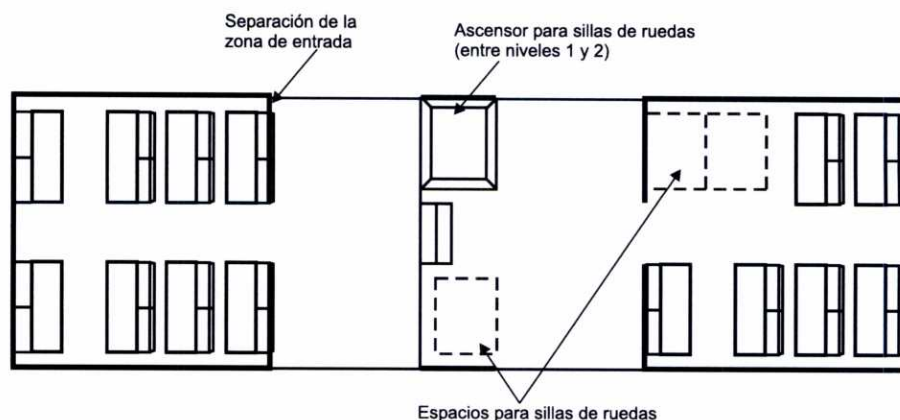 Separación de la
zona de entrada
Ascensor para sillas de ruedas
(entre niveles 1 y 2)
Espacios para sillas de ruedas